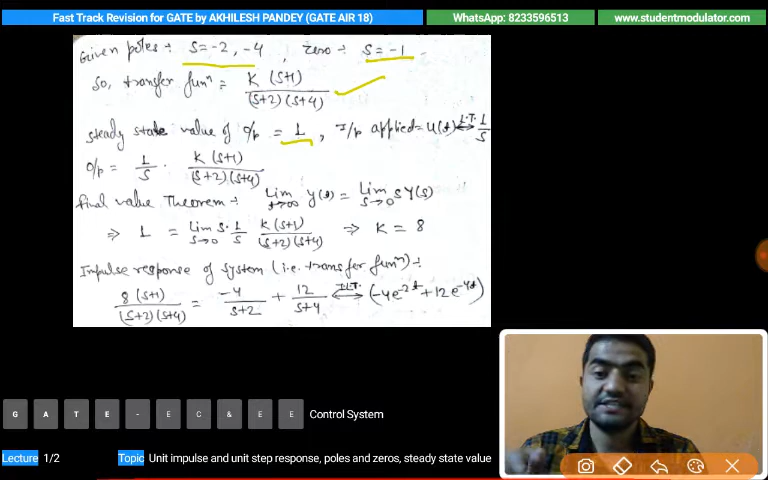 Fast Track Revision for GATE by AKHILESH PANDEY (GATE AIR 18) WhatsApp: 8233596513 www.studentmodulator.com
Given poles :- S = -2, -4 , zero :- S = -1
So, transfer funⁿ = K (S+1) / (S+2) (S+4)
steady state value of o/p = 1 , I/p applied = u(t) ⟷ L.T. 1/S
o/p = 1/S · K (S+1) / (S+2) (S+4)
final value Theorem :- Lim t→∞ y(t) = Lim S→0 S Y(S)
⇒ 1 = Lim S→0 S · 1/S K (S+1) / (S+2) (S+4) ⇒ K = 8
Impulse response of system (i.e. transfer funⁿ) :-
8 (S+1) / (S+2) (S+4) = -4 / S+2 + 12 / S+4 ⟷ I.L.T. (-4e^-2t + 12e^-4t)
G A T E - E C & E E Control System
Lecture 1/2 Topic Unit impulse and unit step response, poles and zeros, steady state value